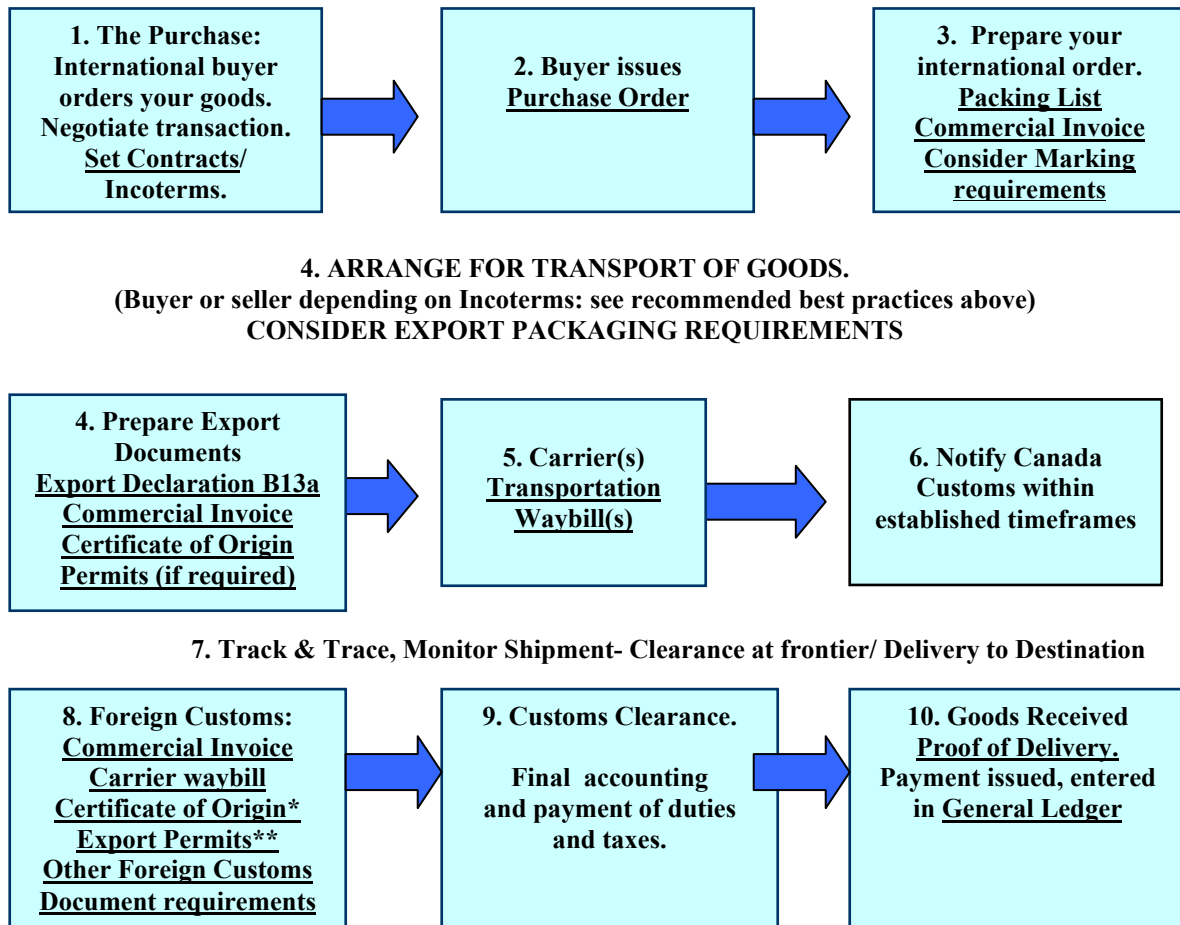 1. The Purchase:
International buyer
orders your goods.
Negotiate transaction.
Set Contracts/
Incoterms.
2. Buyer issues
Purchase Order
3. Prepare your
international order.
Packing List
Commercial Invoice
Consider Marking
requirements
4. ARRANGE FOR TRANSPORT OF GOODS.
(Buyer or seller depending on Incoterms: see recommended best practices above)
CONSIDER EXPORT PACKAGING REQUIREMENTS
4. Prepare Export
Documents
Export Declaration B13a
Commercial Invoice
Certificate of Origin
Permits (if required)
5. Carrier(s)
Transportation
Waybill(s)
6. Notify Canada
Customs within
established timeframes
7. Track & Trace, Monitor Shipment- Clearance at frontier/ Delivery to Destination
8. Foreign Customs:
Commercial Invoice
Carrier waybill
Certificate of Origin*
Export Permits**
Other Foreign Customs
Document requirements
9. Customs Clearance.
Final accounting
and payment of duties
and taxes.
10. Goods Received
Proof of Delivery.
Payment issued, entered
in General Ledger